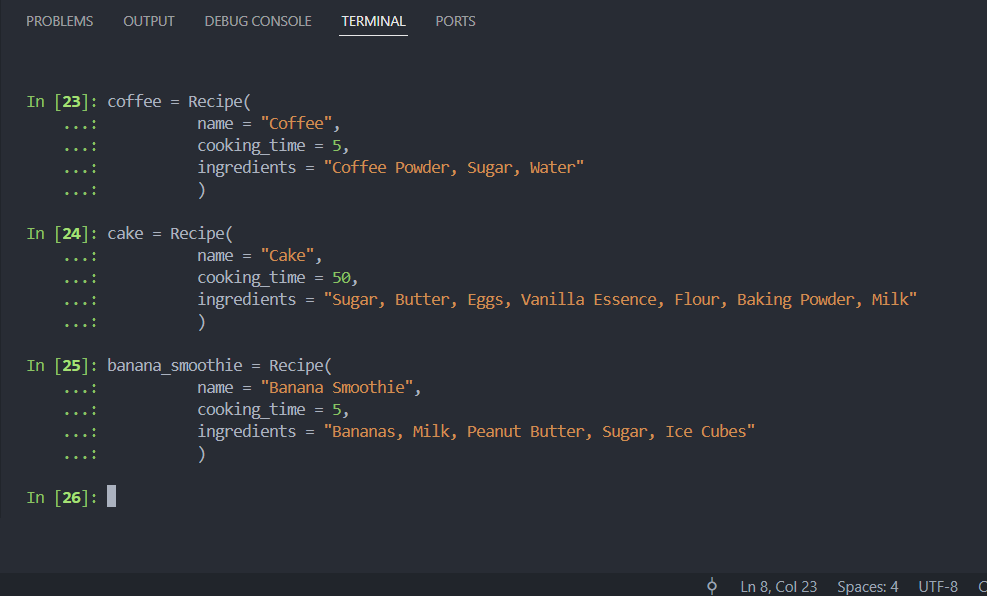 PROBLEMS OUTPUT DEBUG CONSOLE TERMINAL PORTS
In [23]: coffee = Recipe(
    ...:           name = "Coffee",
    ...:           cooking_time = 5,
    ...:           ingredients = "Coffee Powder, Sugar, Water"
    ...:           )
In [24]: cake = Recipe(
    ...:           name = "Cake",
    ...:           cooking_time = 50,
    ...:           ingredients = "Sugar, Butter, Eggs, Vanilla Essence, Flour, Baking Powder, Milk"
    ...:           )
In [25]: banana_smoothie = Recipe(
    ...:           name = "Banana Smoothie",
    ...:           cooking_time = 5,
    ...:           ingredients = "Bananas, Milk, Peanut Butter, Sugar, Ice Cubes"
    ...:           )
In [26]:
Ln 8, Col 23 Spaces: 4 UTF-8